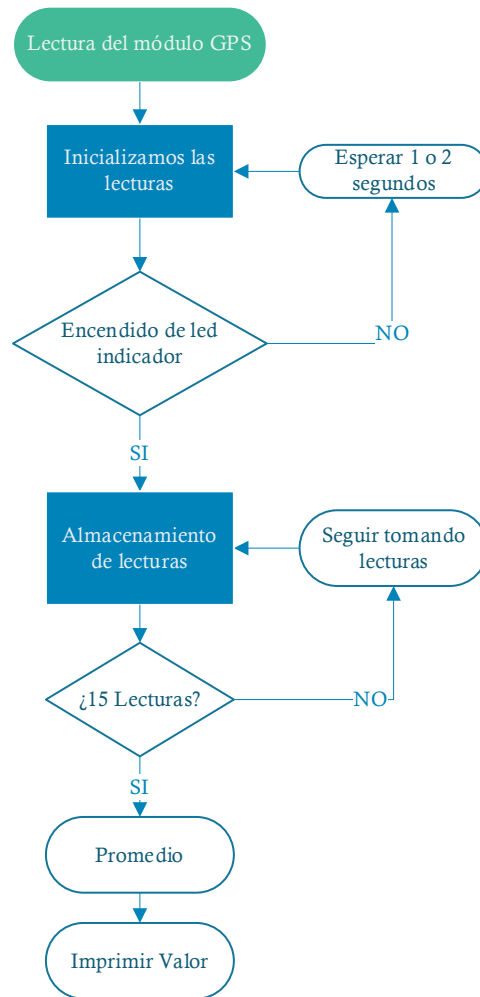 Lectura del módulo GPS
Inicializamos las
lecturas
Esperar 1 o 2
segundos
Encendido de led
indicador
NO
SI
Almacenamiento
de lecturas
Seguir tomando
lecturas
¿15 Lecturas?
NO
SI
Promedio
Imprimir Valor